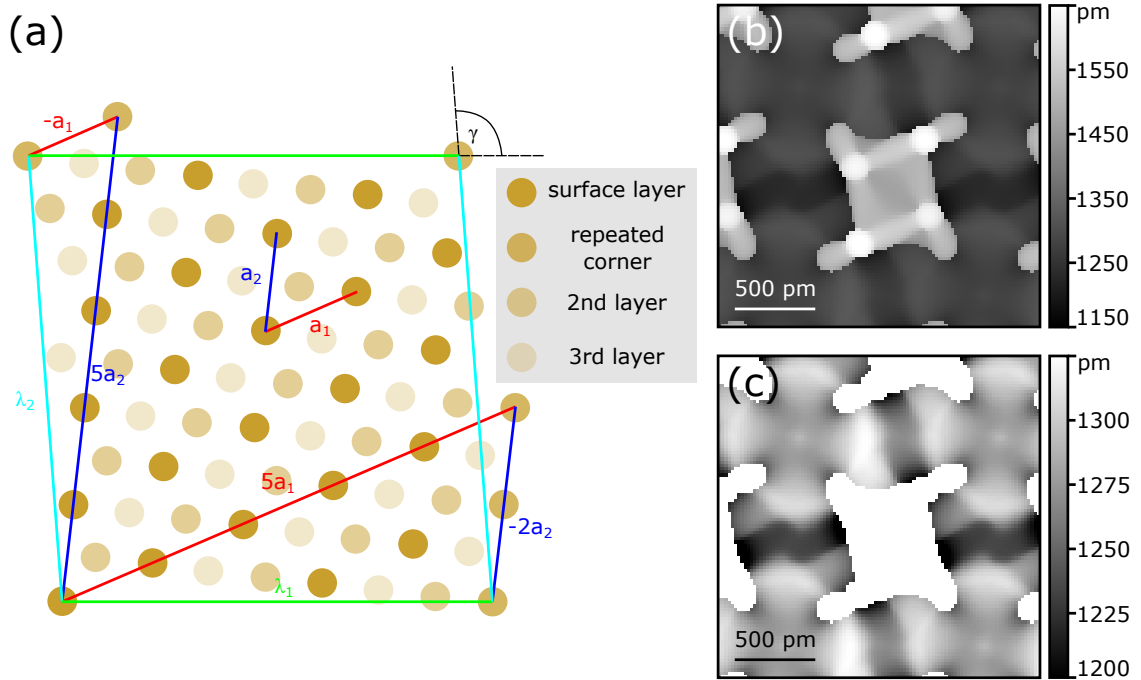 (a)
-a₁
γ
surface layer
repeated
corner
2nd layer
3rd layer
a₂
a₁
λ₂
5a₂
5a₁
-2a₂
λ₁
(b)
500 pm
pm
1550
1450
1350
1250
1150
(c)
500 pm
pm
1300
1275
1250
1225
1200